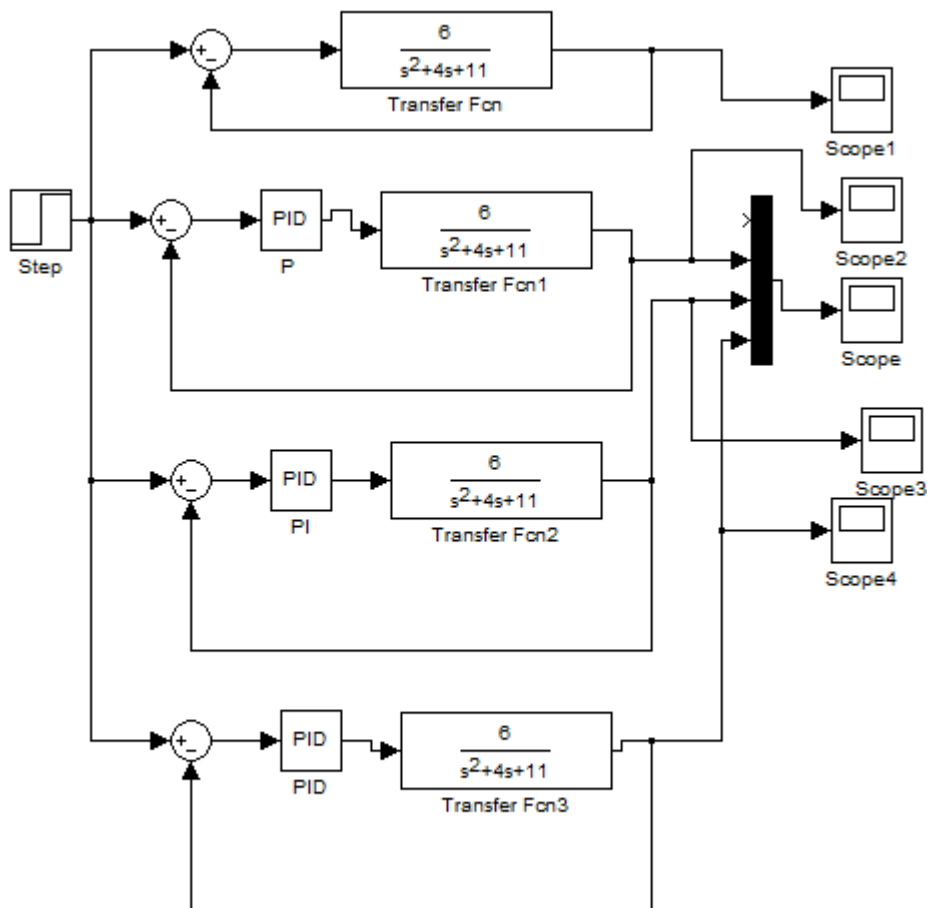 6
s²+4s+11
Transfer Fcn
Scope1
Step
PID
P
6
s²+4s+11
Transfer Fcn1
Scope2
Scope
PID
PI
6
s²+4s+11
Transfer Fcn2
Scope3
Scope4
PID
PID
6
s²+4s+11
Transfer Fcn3